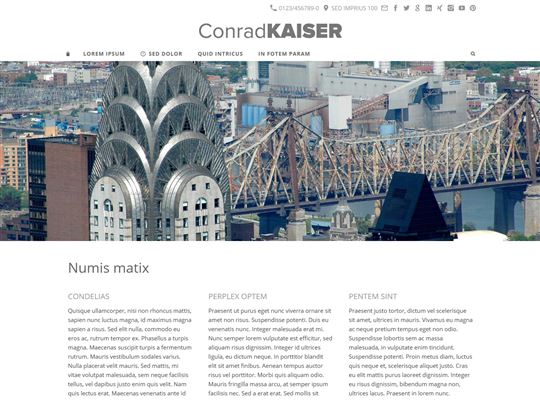 0123/456789-0 SED IMPRIUS 100
ConradKAISER
LOREM IPSUM SED DOLOR QUID INTRICUS IN FOTEM PARAM
Numis matix
CONDELIAS
Quisque ullamcorper, nisi non rhoncus mattis,
sapien nunc luctus magna, id maximus magna
sapien a risus. Sed elit nulla, commodo eu
eros ac, rutrum tempor ex. Phasellus a turpis
magna. Maecenas suscipit turpis a fermentum
rutrum. Mauris vestibulum sodales varius.
Nulla placerat velit mauris. Sed mattis, mi
vitae volutpat malesuada, sem neque facilisis
tellus, vel dapibus justo enim quis velit. Nam
quis lectus erat. Maecenas venenatis ante id
PERPLEX OPTEM
Praesent ut purus eget nunc viverra ornare sit
amet non risus. Suspendisse potenti. Duis eu
venenatis nunc. Integer malesuada erat mi.
Nunc semper lorem vulputate est efficitur, sed
aliquam risus dignissim. Integer id ultrices
ligula, eu dictum neque. In porttitor blandit
elit sit amet finibus. Aenean tempus auctor
risus vel porttitor. Morbi quis aliquam odio.
Mauris fringilla massa arcu, at semper ipsum
facilisis nec. Sed a erat erat. Sed mollis sit
PENTEM SINT
Praesent justo tortor, dictum vel scelerisque
sit amet, ultrices in mauris. Vivamus eu magna
ac neque pretium tempus eget non odio.
Suspendisse lobortis sem ac massa
malesuada, in vulputate enim tincidunt.
Suspendisse potenti. Proin metus diam, luctus
quis neque et, scelerisque aliquet justo. Cras
eu elit mattis purus laoreet dignissim. Integer
eu risus dignissim, bibendum magna non,
ultrices lacus. Praesent in lorem nunc.